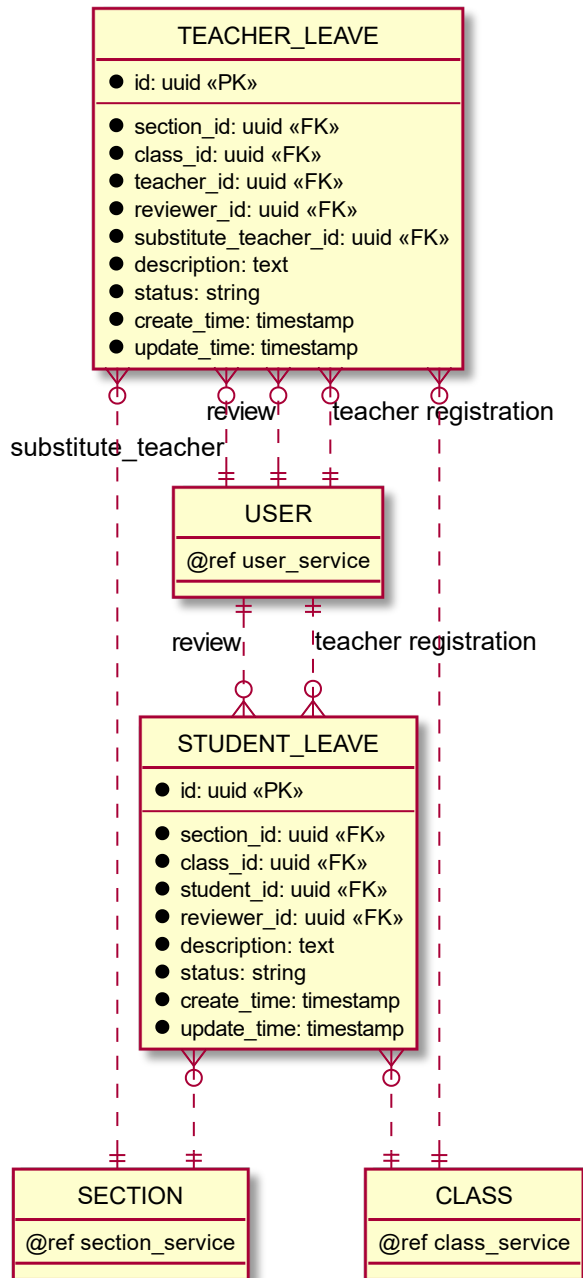 TEACHER_LEAVE
id: uuid «PK»
section_id: uuid «FK»
class_id: uuid «FK»
teacher_id: uuid «FK»
reviewer_id: uuid «FK»
substitute_teacher_id: uuid «FK»
description: text
status: string
create_time: timestamp
update_time: timestamp
review
teacher registration
substitute_teacher
USER
@ref user_service
review
teacher registration
STUDENT_LEAVE
id: uuid «PK»
section_id: uuid «FK»
class_id: uuid «FK»
student_id: uuid «FK»
reviewer_id: uuid «FK»
description: text
status: string
create_time: timestamp
update_time: timestamp
SECTION
@ref section_service
CLASS
@ref class_service